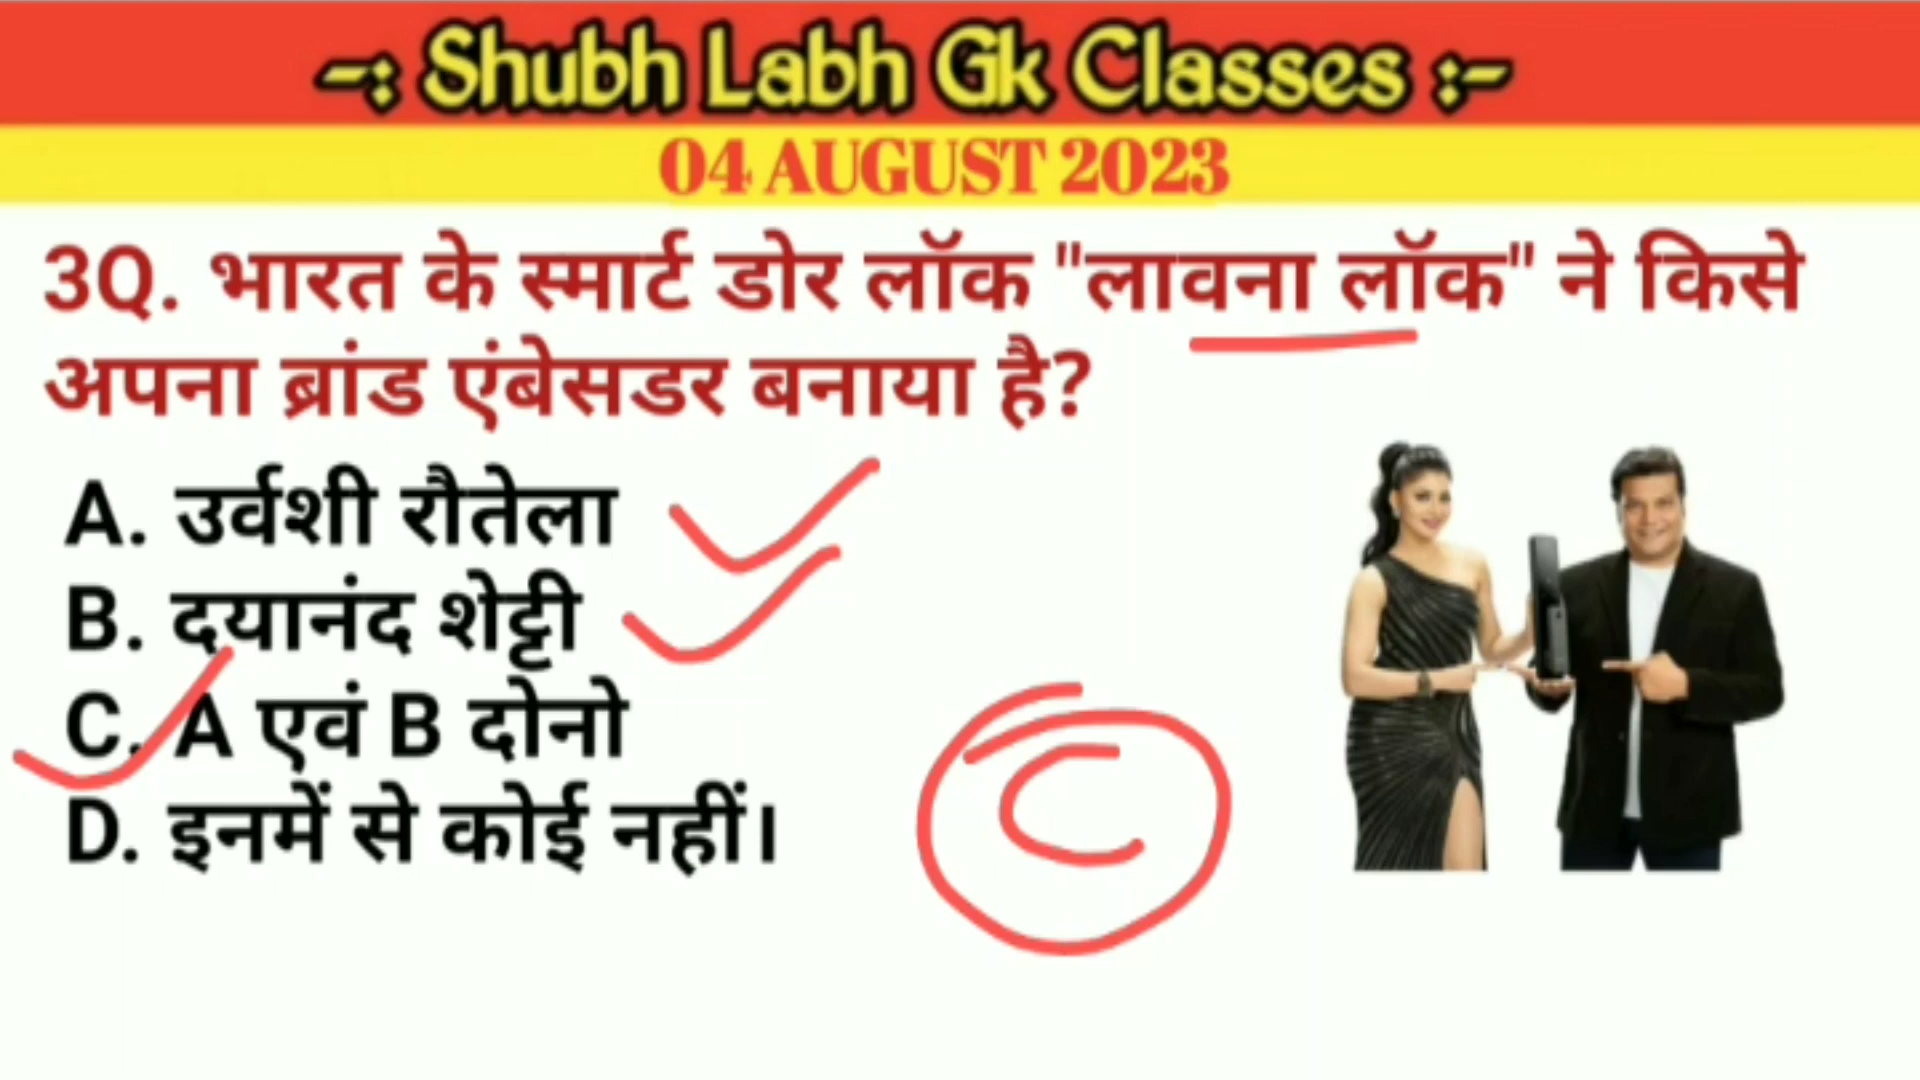 -: Shubh Labh Gk Classes :-
04 AUGUST 2023
3Q. भारत के स्मार्ट डोर लॉक "लावना लॉक" ने किसे
अपना ब्रांड एंबेसडर बनाया है?
A. उर्वशी रौतेला
B. दयानंद शेट्टी
C. A एवं B दोनो
D. इनमें से कोई नहीं।
C